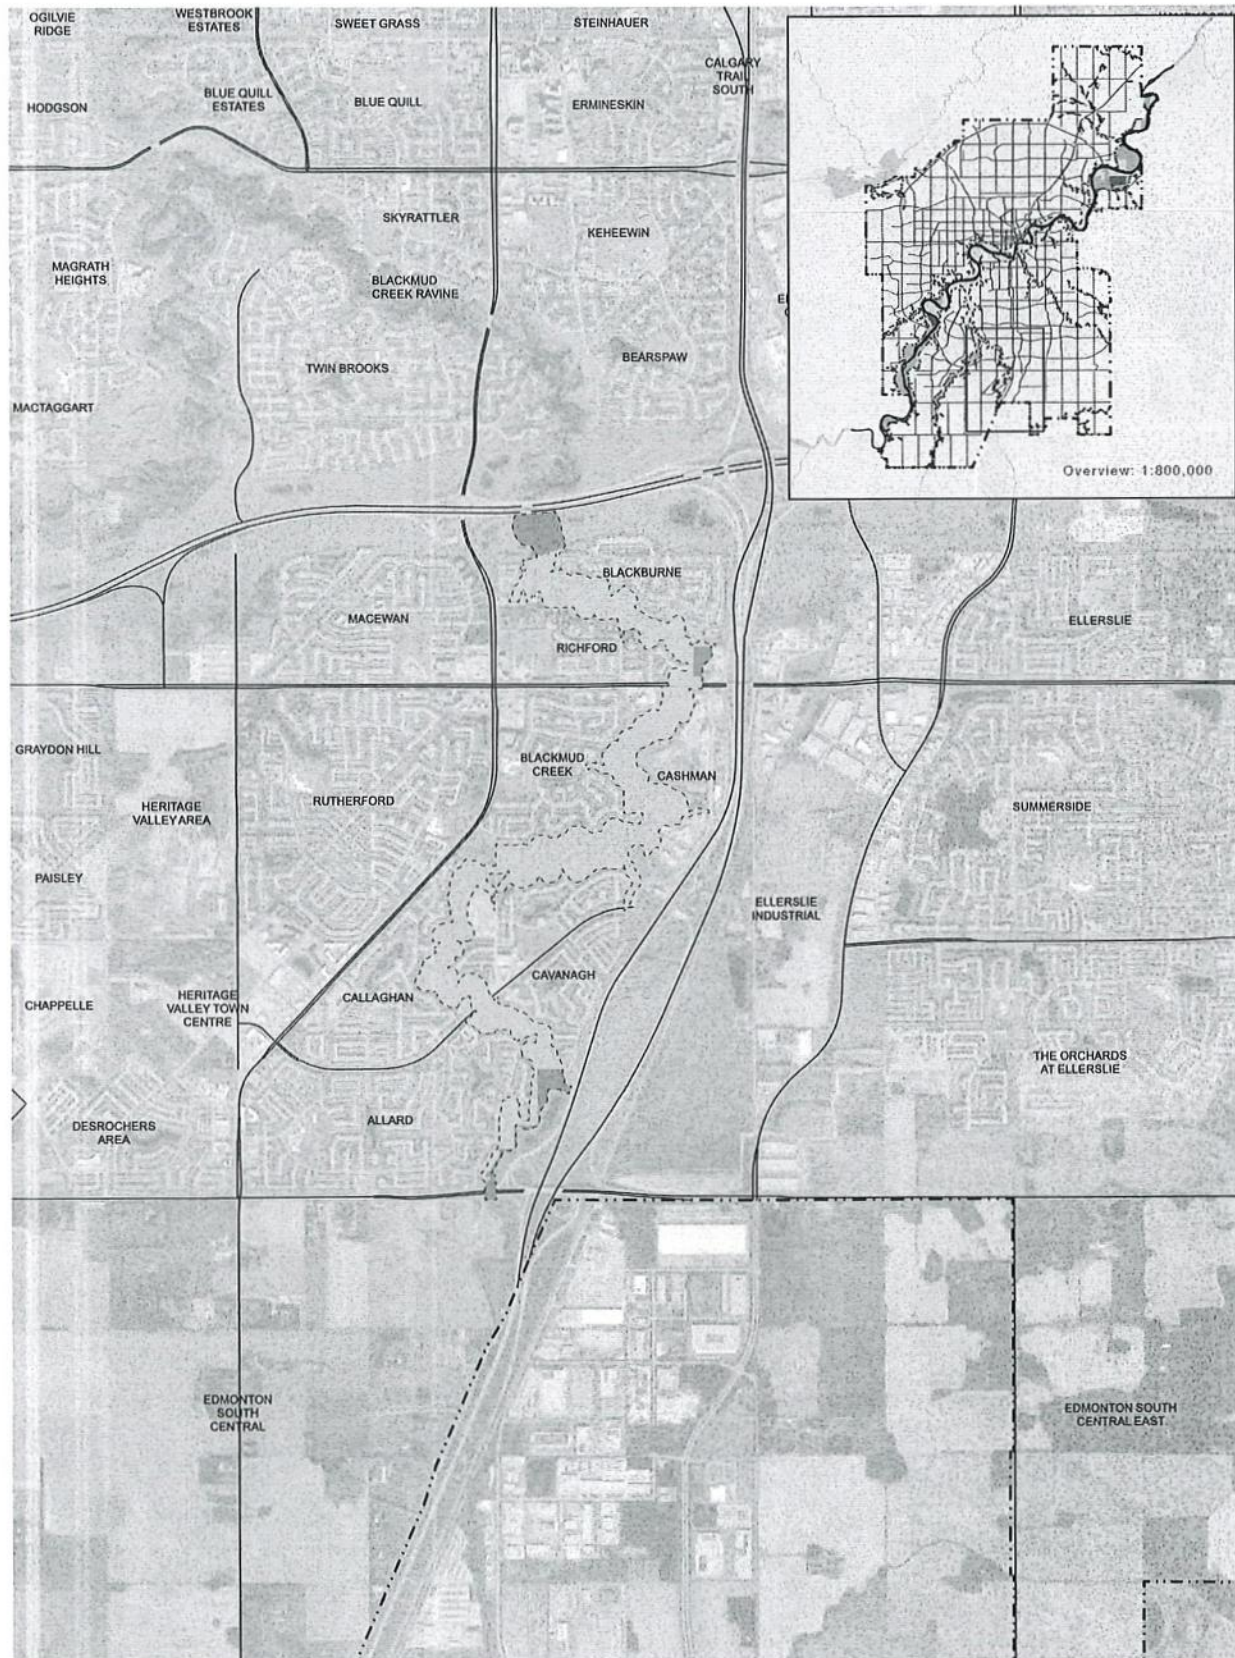 OGILVIE
RIDGE
WESTBROOK
ESTATES
SWEET GRASS
STEINHAUER
CALGARY
TRAIL
SOUTH
HODGSON
BLUE QUILL
ESTATES
BLUE QUILL
ERMINESKIN
SKYRATTLER
KEHEEWIN
MAGRATH
HEIGHTS
BLACKMUD
CREEK RAVINE
TWIN BROOKS
BEARSPAW
MACTAGGART
Overview: 1:800,000
BLACKBURNE
MACEWAN
RICHFORD
ELLERSLIE
GRAYDON HILL
BLACKMUD
CREEK
CASHMAN
HERITAGE
VALLEY AREA
RUTHERFORD
SUMMERSIDE
PAISLEY
ELLERSLIE
INDUSTRIAL
CHAPPELLE
HERITAGE
VALLEY TOWN
CENTRE
CALLAGHAN
CAVANAGH
THE ORCHARDS
AT ELLERSLIE
DESROCHERS
AREA
ALLARD
EDMONTON
SOUTH
CENTRAL
EDMONTON SOUTH
CENTRAL EAST